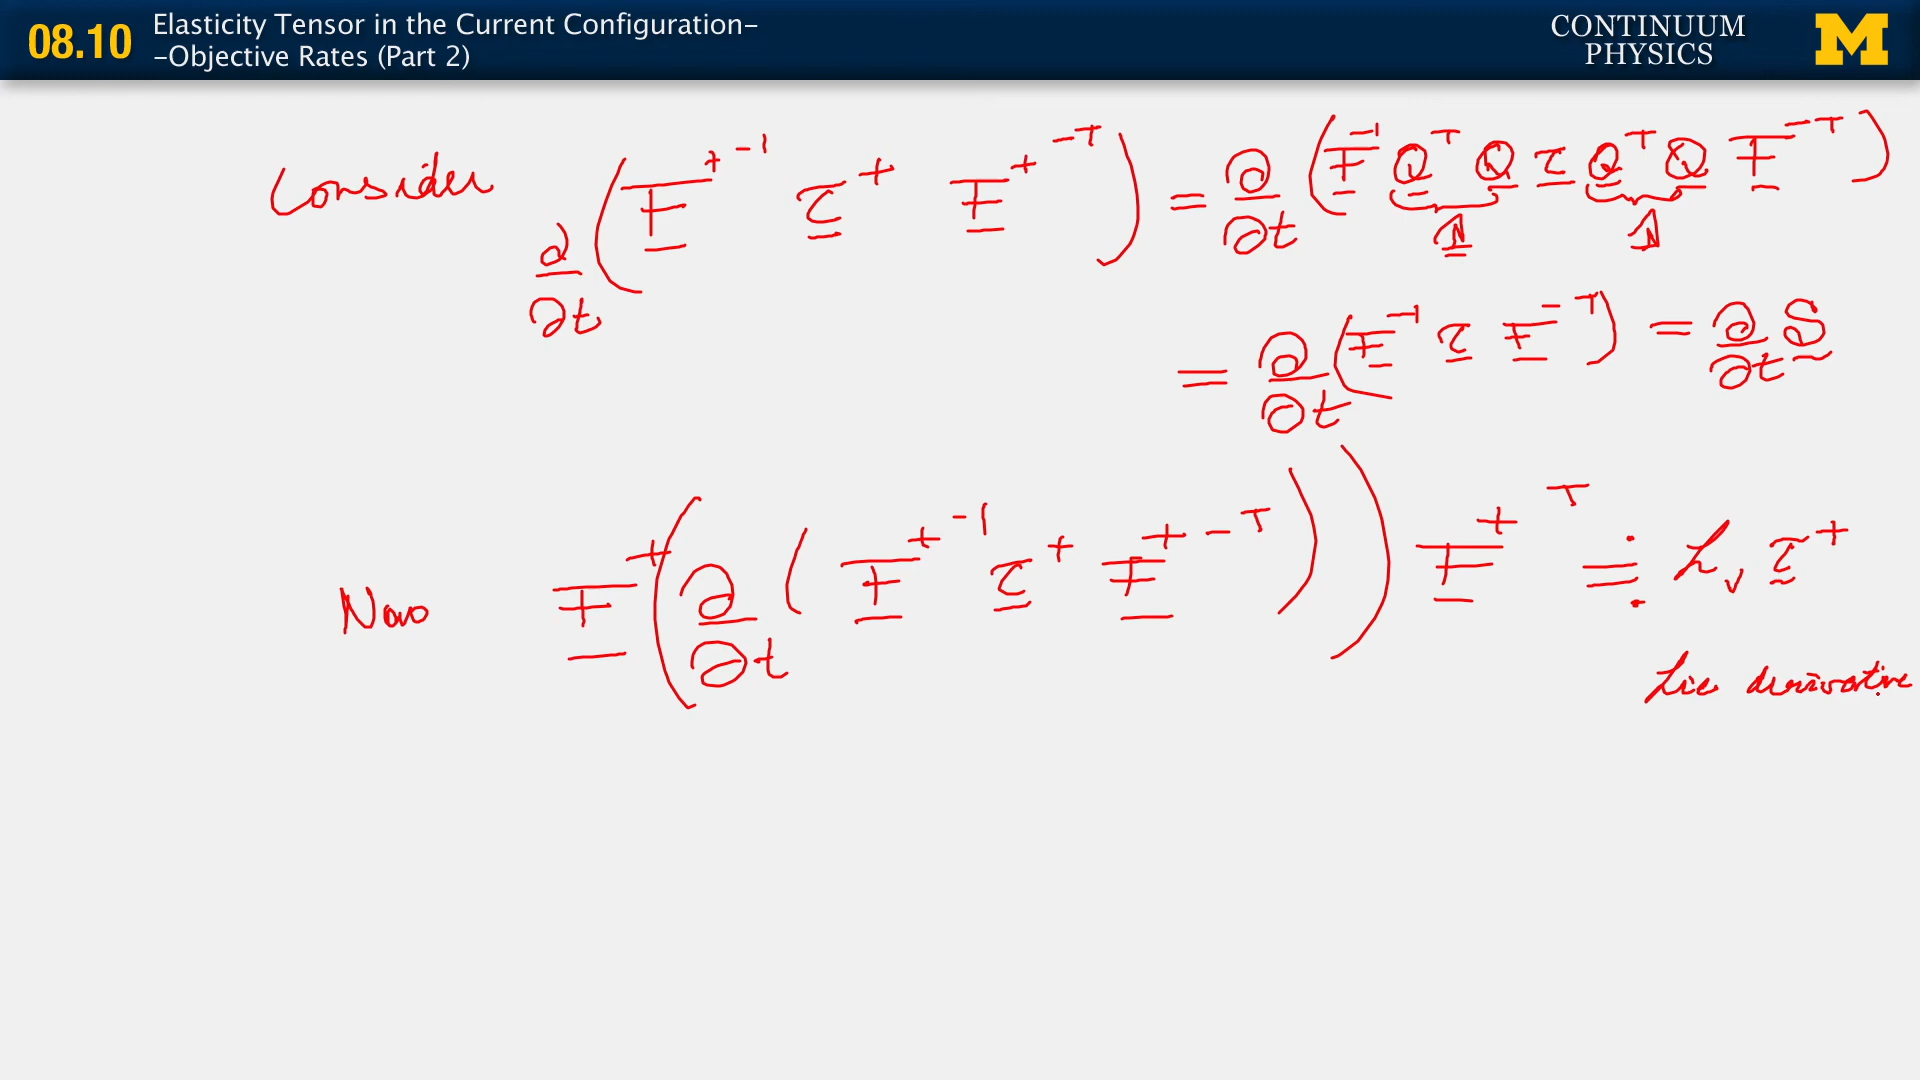 08.10
Elasticity Tensor in the Current Configuration–
–Objective Rates (Part 2)
CONTINUUM
PHYSICS
M
Consider ∂/∂t (F⁺⁻¹ τ⁺ F⁺⁻ᵀ) = ∂/∂t (F⁻¹ Qᵀ Q τ Qᵀ Q F⁻ᵀ)
𝟙 𝟙
= ∂/∂t (F⁻¹ τ F⁻ᵀ) = ∂/∂t S
Now F⁺ (∂/∂t (F⁺⁻¹ τ⁺ F⁺⁻ᵀ)) F⁺ᵀ ≑ ℒᵥ τ⁺
Lie derivative